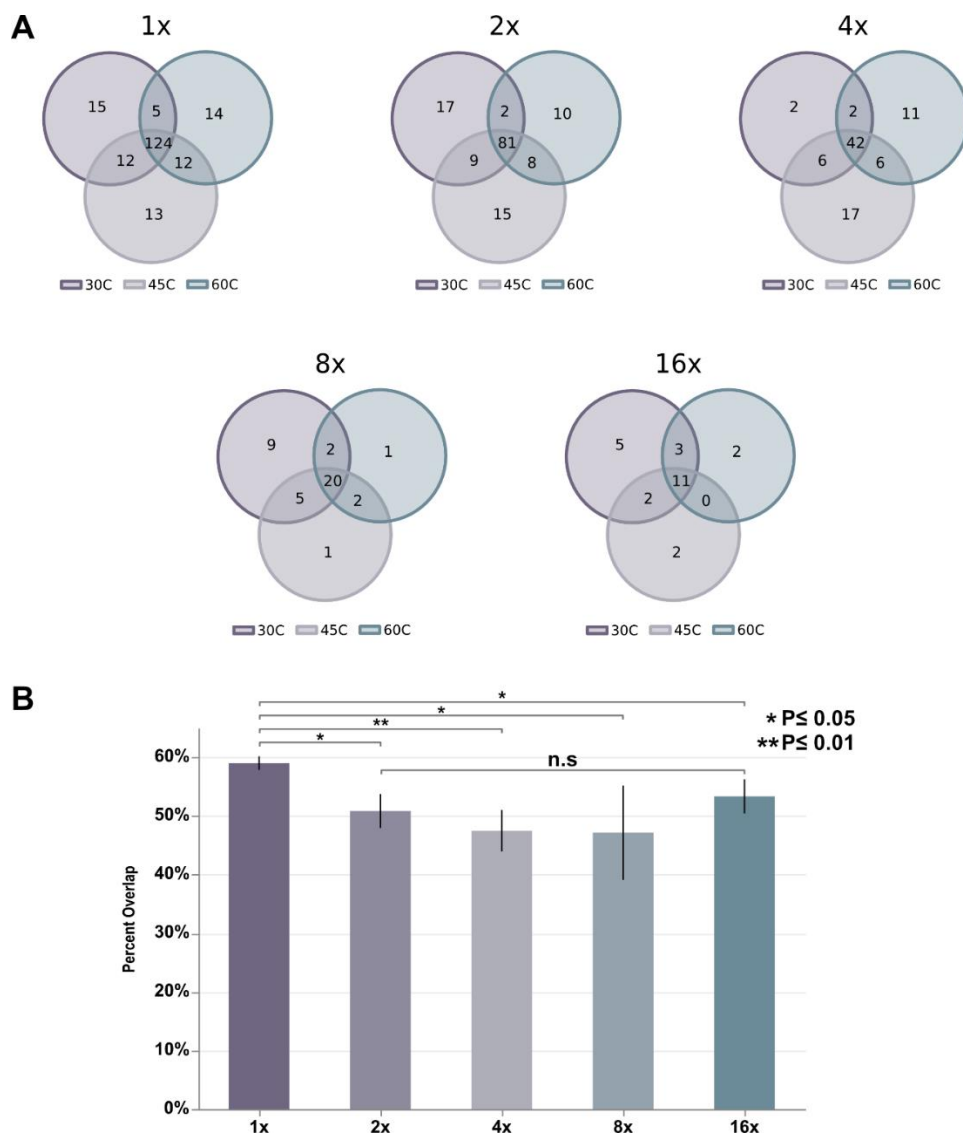 A
1x
2x
4x
15 5 14
124
12 12
13
17 2 10
81
9 8
15
2 2 11
42
6 6
17
30C 45C 60C
30C 45C 60C
30C 45C 60C
8x
16x
9 2 1
20
5 2
1
5 3 2
11
2 0
2
30C 45C 60C
30C 45C 60C
B
*
*
**
*
n.s
* P≤ 0.05
** P≤ 0.01
Percent Overlap
60%
50%
40%
30%
20%
10%
0%
1x 2x 4x 8x 16x